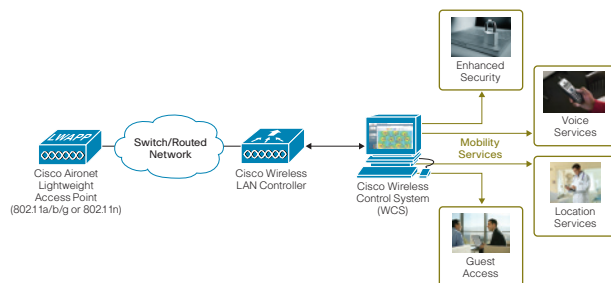 LWAPP
Cisco Aironet
Lightweight
Access Point
(802.11a/b/g or 802.11n)
Switch/Routed
Network
Cisco Wireless
LAN Controller
Cisco Wireless
Control System
(WCS)
Enhanced
Security
Voice
Services
Mobility
Services
Location
Services
Guest
Access